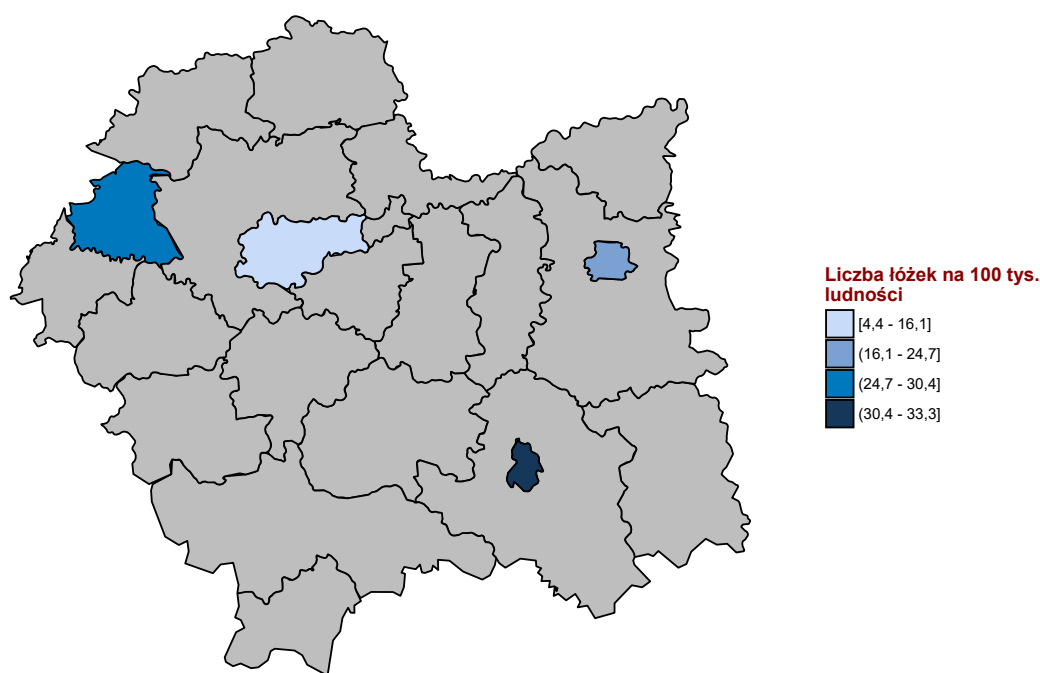 Liczba łóżek na 100 tys.
ludności
[4,4 - 16,1]
(16,1 - 24,7]
(24,7 - 30,4]
(30,4 - 33,3]